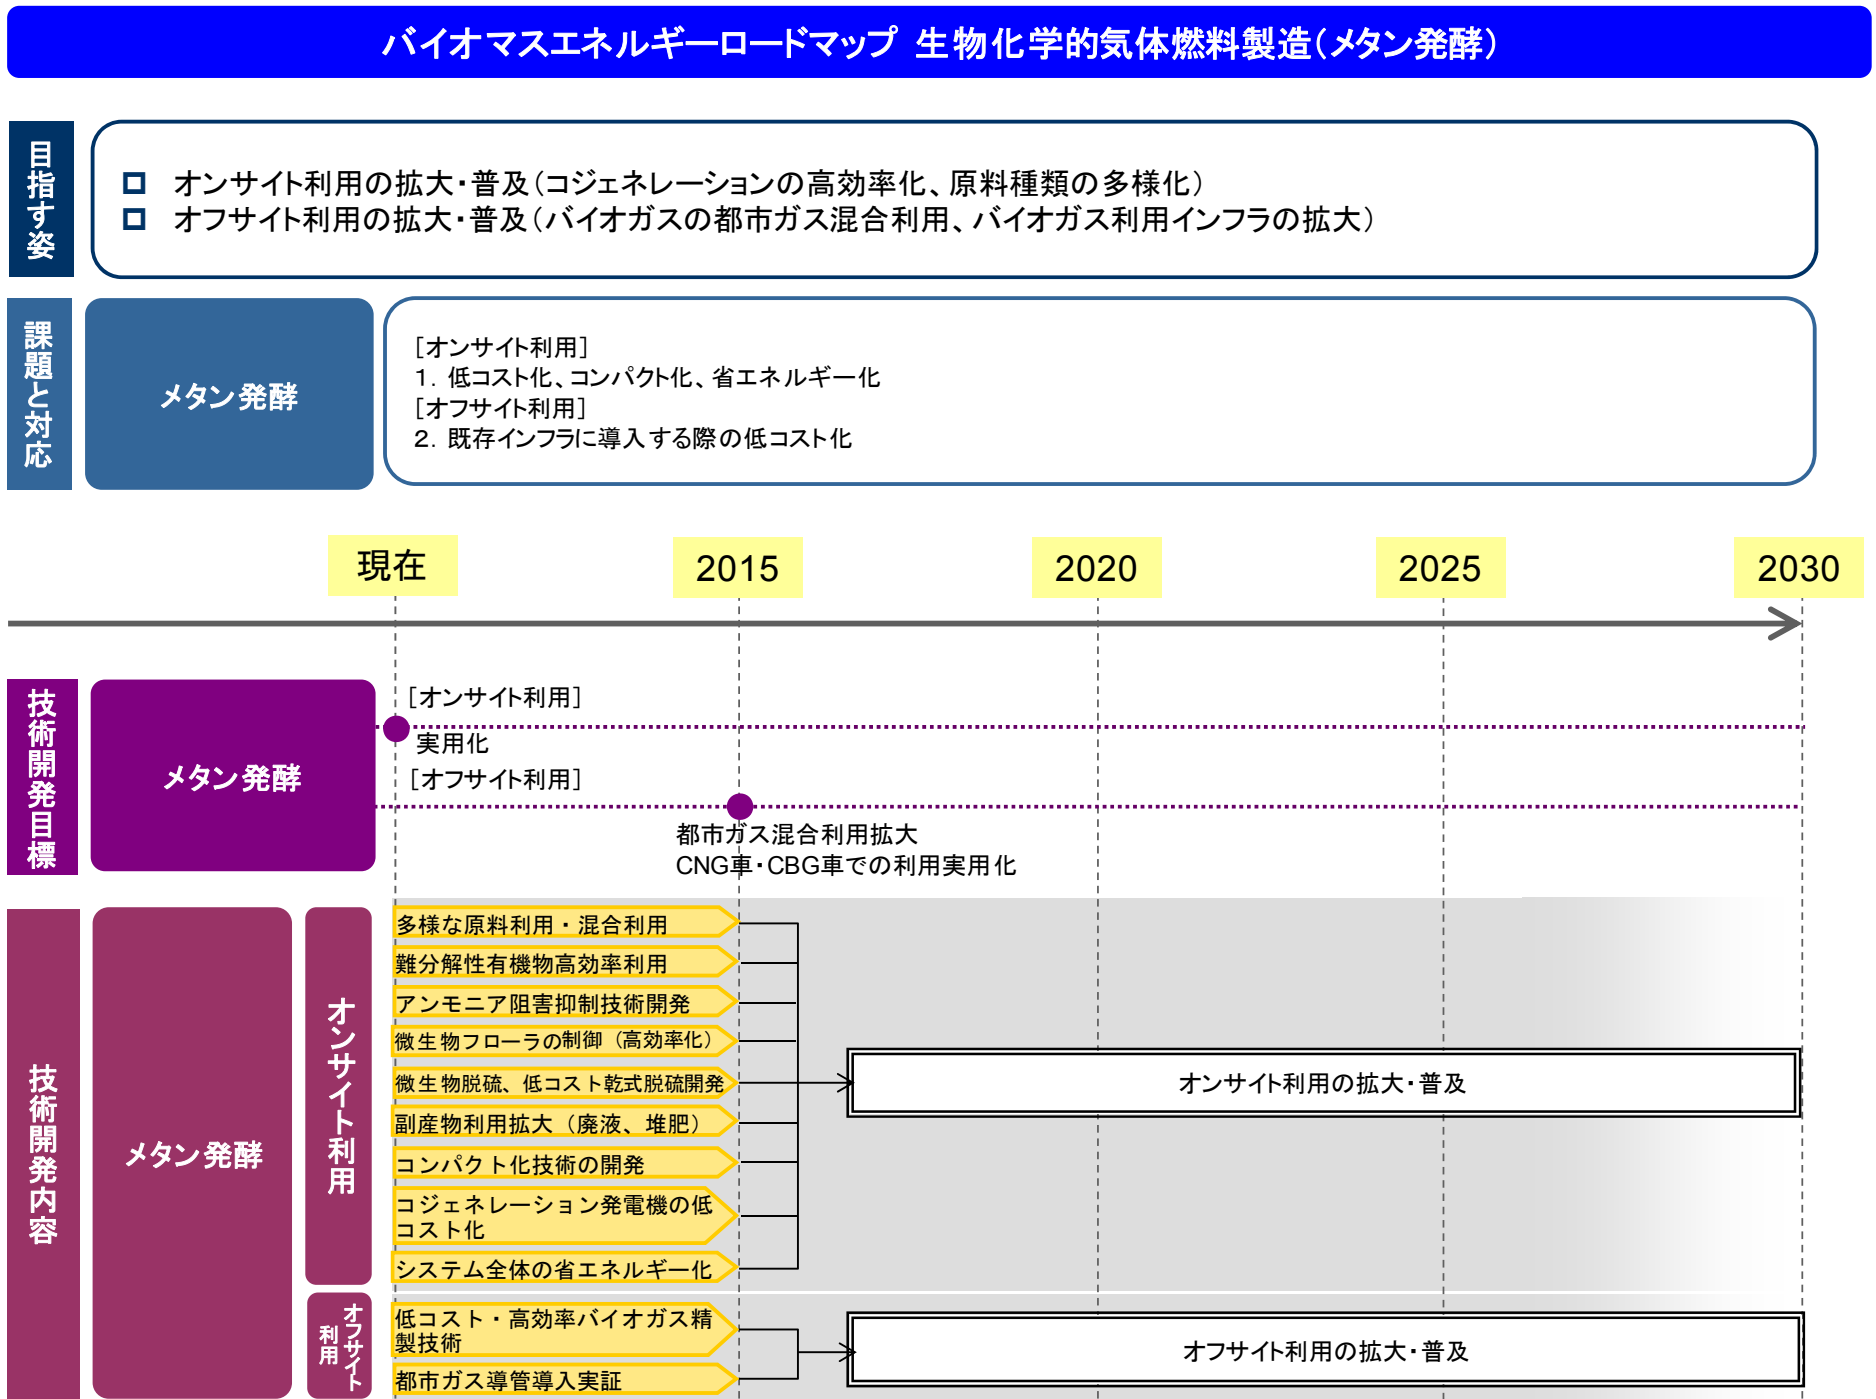 バイオマスエネルギーロードマップ 生物化学的気体燃料製造(メタン発酵)
目指す姿
オンサイト利用の拡大・普及(コジェネレーションの高効率化、原料種類の多様化)
オフサイト利用の拡大・普及(バイオガスの都市ガス混合利用、バイオガス利用インフラの拡大)
課題と対応
メタン発酵
[オンサイト利用]
1. 低コスト化、コンパクト化、省エネルギー化
[オフサイト利用]
2. 既存インフラに導入する際の低コスト化
現在
2015
2020
2025
2030
技術開発目標
メタン発酵
[オンサイト利用]
実用化
[オフサイト利用]
都市ガス混合利用拡大
CNG車・CBG車での利用実用化
技術開発内容
メタン発酵
オンサイト利用
多様な原料利用・混合利用
難分解性有機物高効率利用
アンモニア阻害抑制技術開発
微生物フローラの制御(高効率化)
微生物脱硫、低コスト乾式脱硫開発
副産物利用拡大(廃液、堆肥)
コンパクト化技術の開発
コジェネレーション発電機の低
コスト化
システム全体の省エネルギー化
オンサイト利用の拡大・普及
オフサイト
利用
低コスト・高効率バイオガス精
製技術
都市ガス導管導入実証
オフサイト利用の拡大・普及